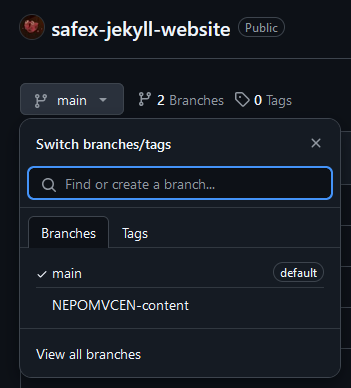 safex-jekyll-website Public
main 2 Branches 0 Tags
Switch branches/tags
Find or create a branch...
Branches Tags
main default
NEPOMVCEN-content
View all branches